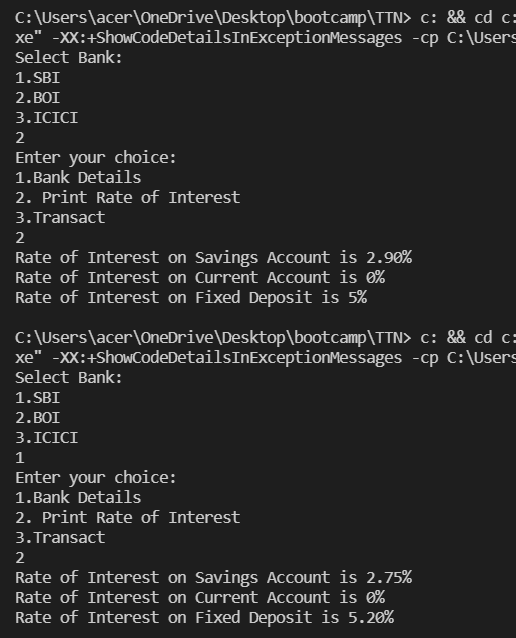 C:\Users\acer\OneDrive\Desktop\bootcamp\TTN> c: && cd c:
xe" -XX:+ShowCodeDetailsInExceptionMessages -cp C:\Users
Select Bank:
1.SBI
2.BOI
3.ICICI
2
Enter your choice:
1.Bank Details
2. Print Rate of Interest
3.Transact
2
Rate of Interest on Savings Account is 2.90%
Rate of Interest on Current Account is 0%
Rate of Interest on Fixed Deposit is 5%
C:\Users\acer\OneDrive\Desktop\bootcamp\TTN> c: && cd c:
xe" -XX:+ShowCodeDetailsInExceptionMessages -cp C:\Users
Select Bank:
1.SBI
2.BOI
3.ICICI
1
Enter your choice:
1.Bank Details
2. Print Rate of Interest
3.Transact
2
Rate of Interest on Savings Account is 2.75%
Rate of Interest on Current Account is 0%
Rate of Interest on Fixed Deposit is 5.20%